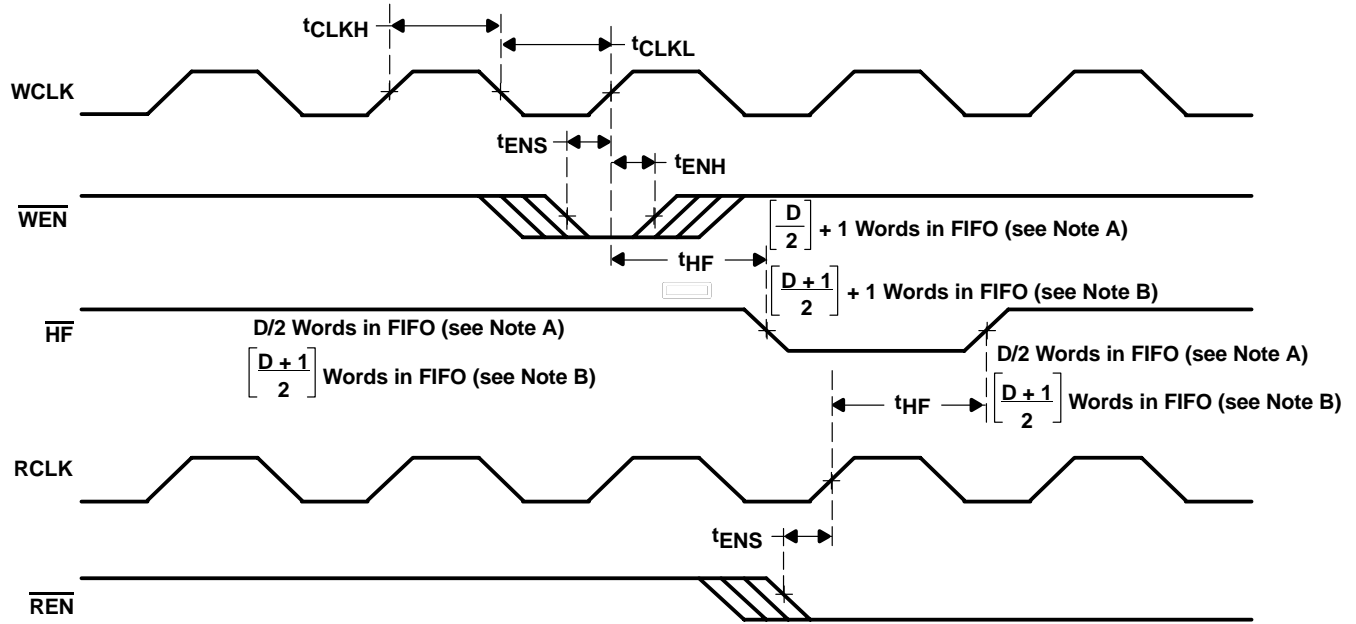 tCLKH
tCLKL
WCLK
tENS
tENH
WEN
[D/2] + 1 Words in FIFO (see Note A)
tHF
[D + 1/2] + 1 Words in FIFO (see Note B)
HF
D/2 Words in FIFO (see Note A)
[D + 1/2] Words in FIFO (see Note B)
D/2 Words in FIFO (see Note A)
tHF
[D + 1/2] Words in FIFO (see Note B)
RCLK
tENS
REN